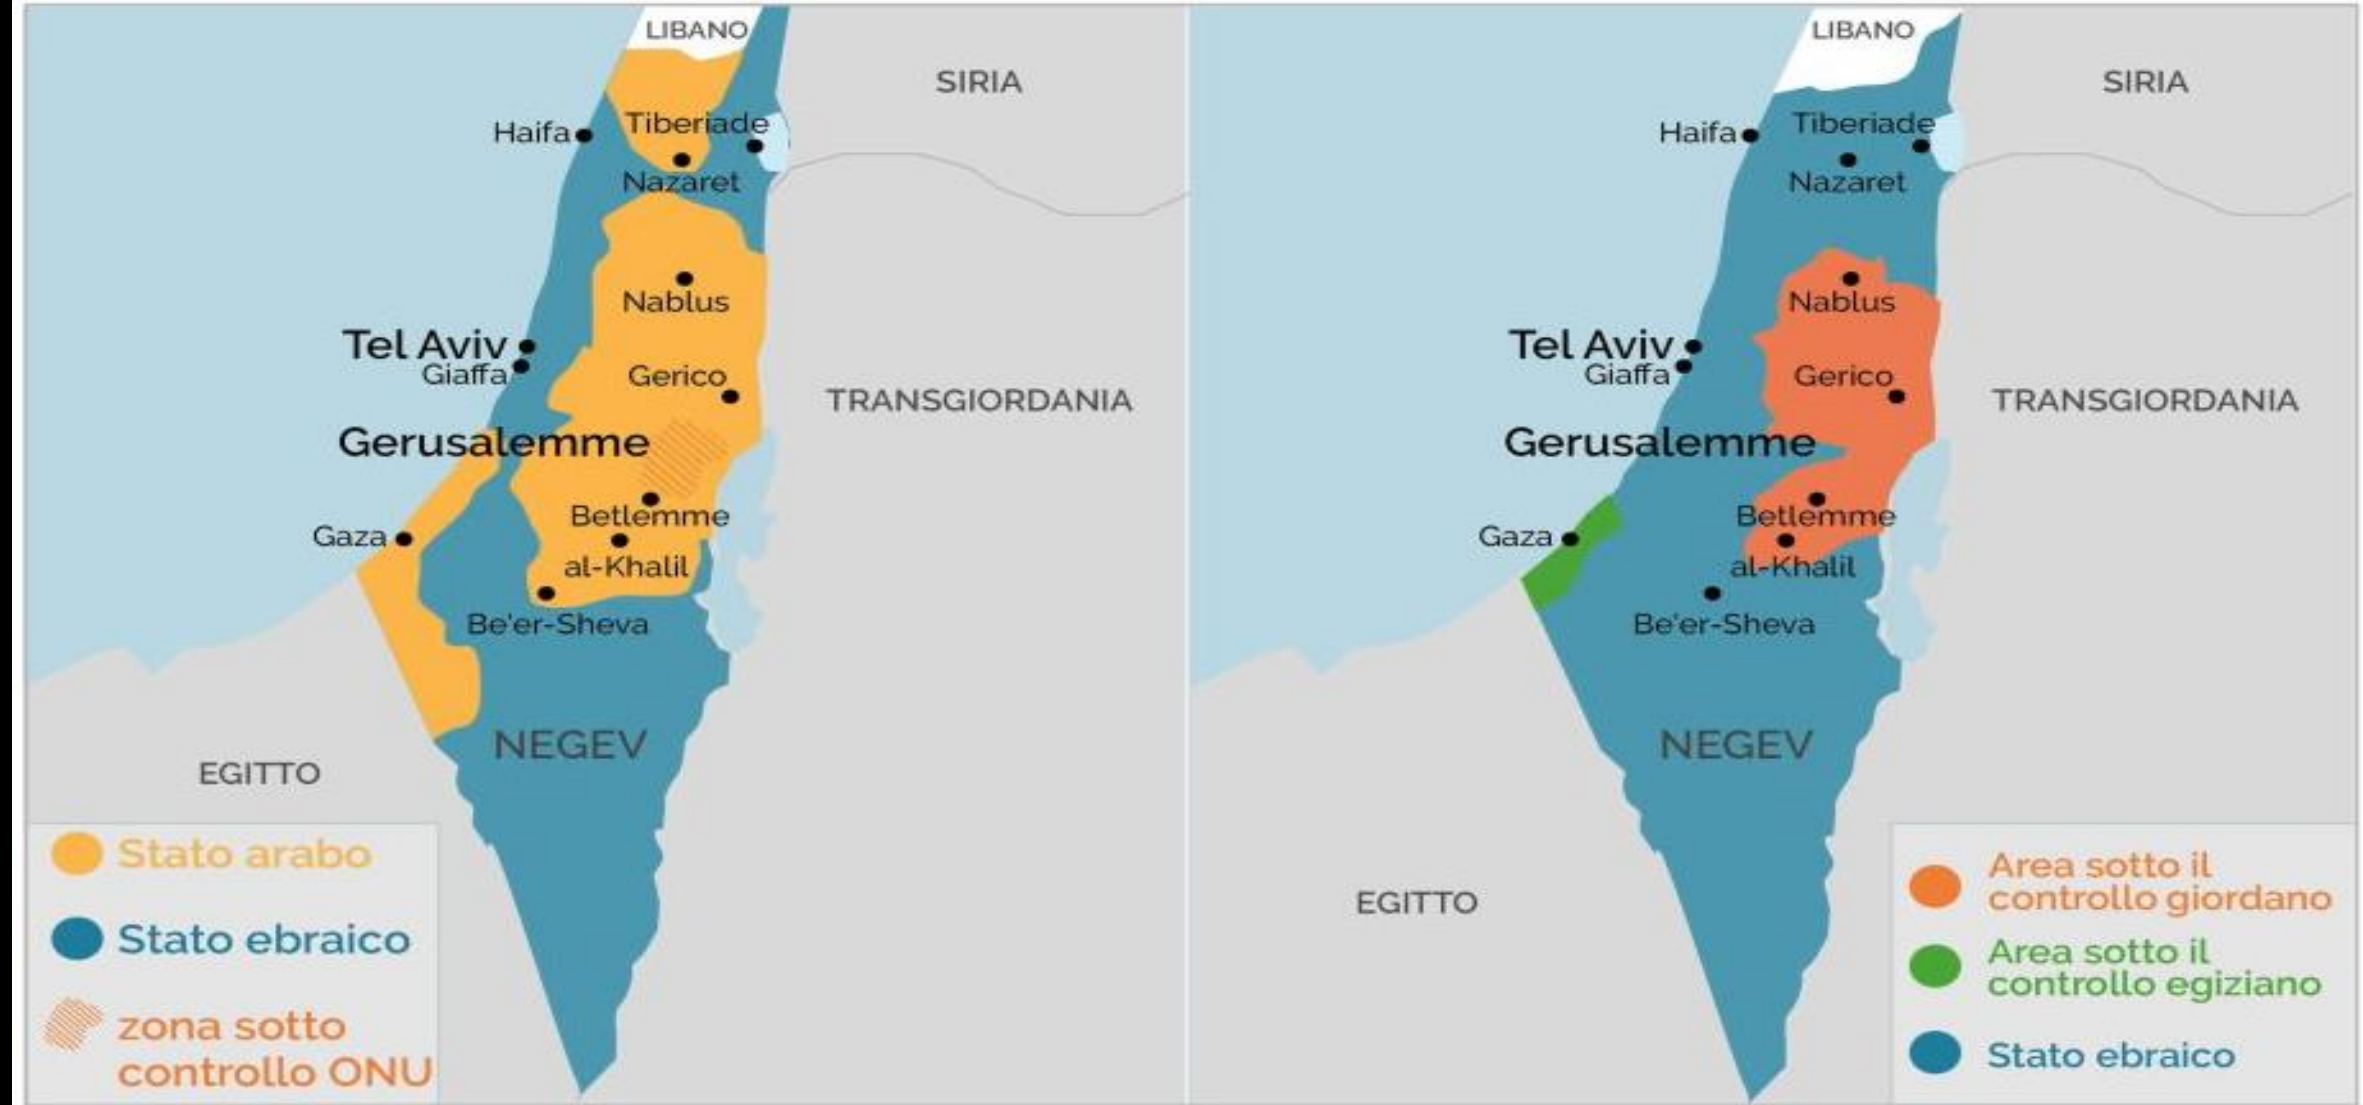 LIBANO
SIRIA
Haifa
Tiberiade
Nazaret
Nablus
Tel Aviv
Giaffa
Gerico
TRANSGIORDANIA
Gerusalemme
Gaza
Betlemme
al-Khalil
Be'er-Sheva
NEGEV
EGITTO
Stato arabo
Stato ebraico
zona sotto
controllo ONU
LIBANO
SIRIA
Haifa
Tiberiade
Nazaret
Nablus
Tel Aviv
Giaffa
Gerico
TRANSGIORDANIA
Gerusalemme
Gaza
Betlemme
al-Khalil
Be'er-Sheva
NEGEV
EGITTO
Area sotto il
controllo giordano
Area sotto il
controllo egiziano
Stato ebraico